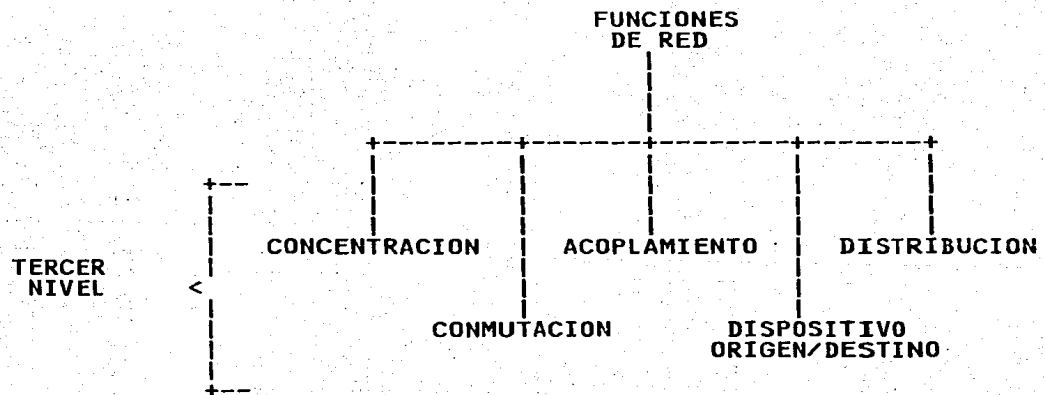 FUNCIONES
DE RED
CONCENTRACION ACOPLAMIENTO DISTRIBUCION
TERCER
NIVEL <
CONMUTACION DISPOSITIVO
ORIGEN/DESTINO